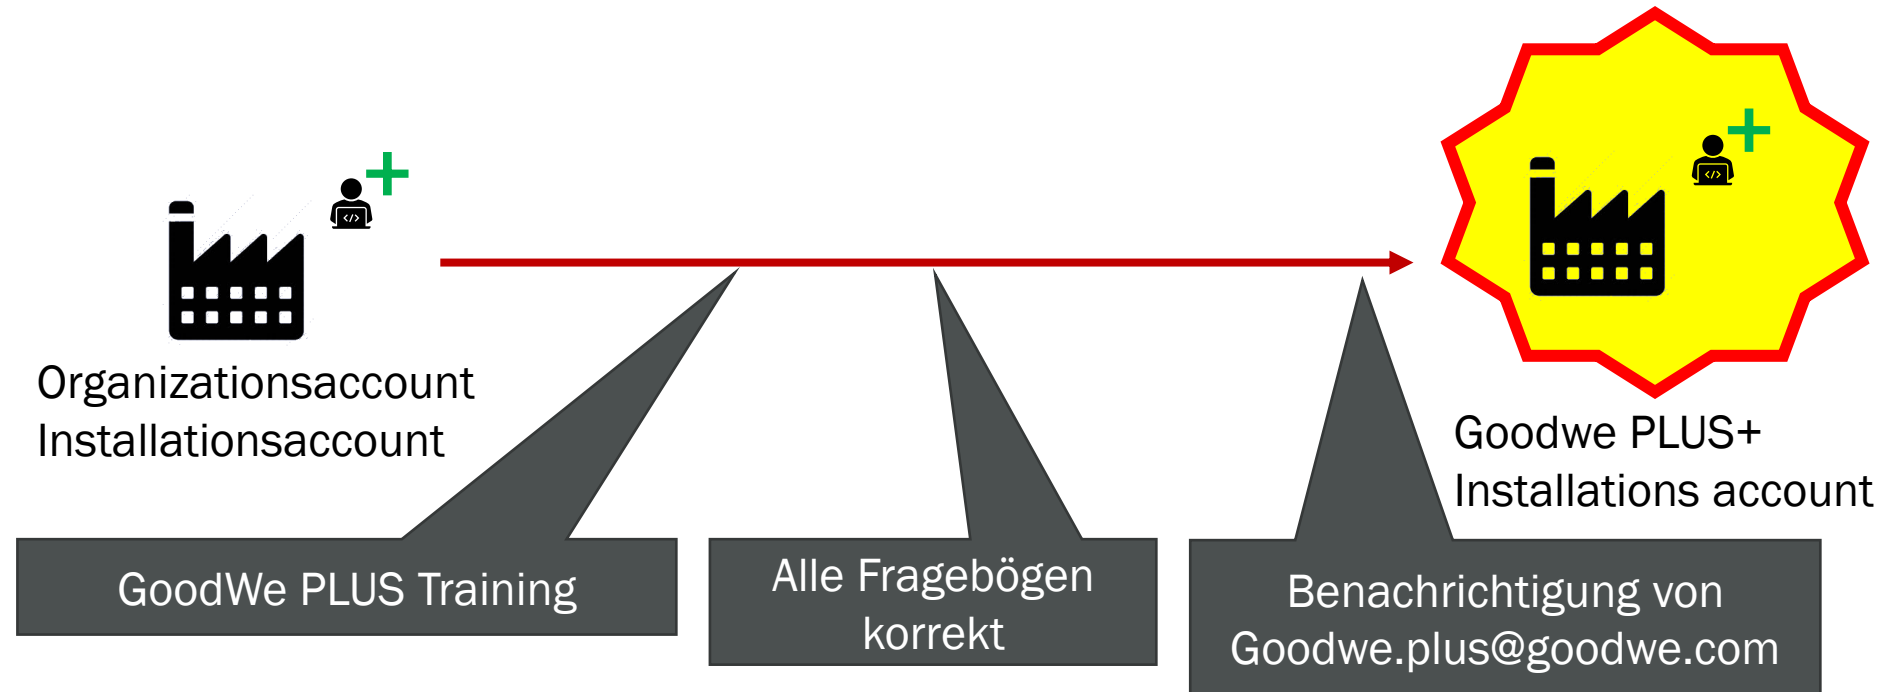 Organizationsaccount
Installationsaccount
Goodwe PLUS+
Installations account
GoodWe PLUS Training
Alle Fragebögen
korrekt
Benachrichtigung von
Goodwe.plus@goodwe.com